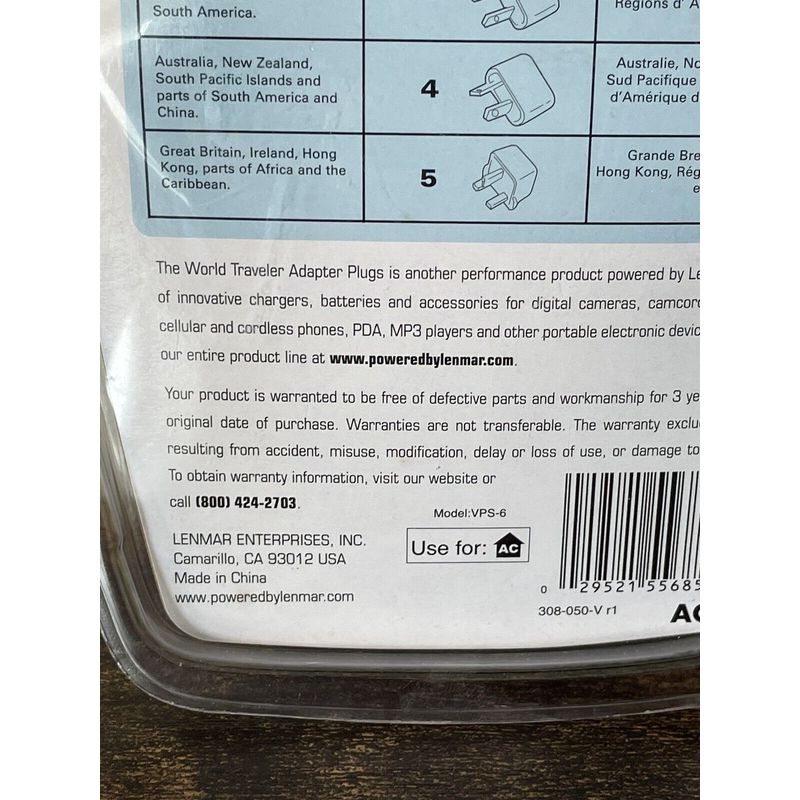 South America.
Régions d' A
Australia, New Zealand,
South Pacific Islands and
parts of South America and
China.
4
Australie, No
Sud Pacifique
d'Amérique d
Great Britain, Ireland, Hong
Kong, parts of Africa and the
Caribbean.
5
Grande Bre
Hong Kong, Rég
e
The World Traveler Adapter Plugs is another performance product powered by Le
of innovative chargers, batteries and accessories for digital cameras, camcor
cellular and cordless phones, PDA, MP3 players and other portable electronic devic
our entire product line at www.poweredbylenmar.com.
Your product is warranted to be free of defective parts and workmanship for 3 ye
original date of purchase. Warranties are not transferable. The warranty exclu
resulting from accident, misuse, modification, delay or loss of use, or damage to
To obtain warranty information, visit our website or
call (800) 424-2703.
LENMAR ENTERPRISES, INC.
Camarillo, CA 93012 USA
Made in China
www.poweredbylenmar.com
Model:VPS-6
Use for: AC
0 29521 55685
308-050-V r1
AC